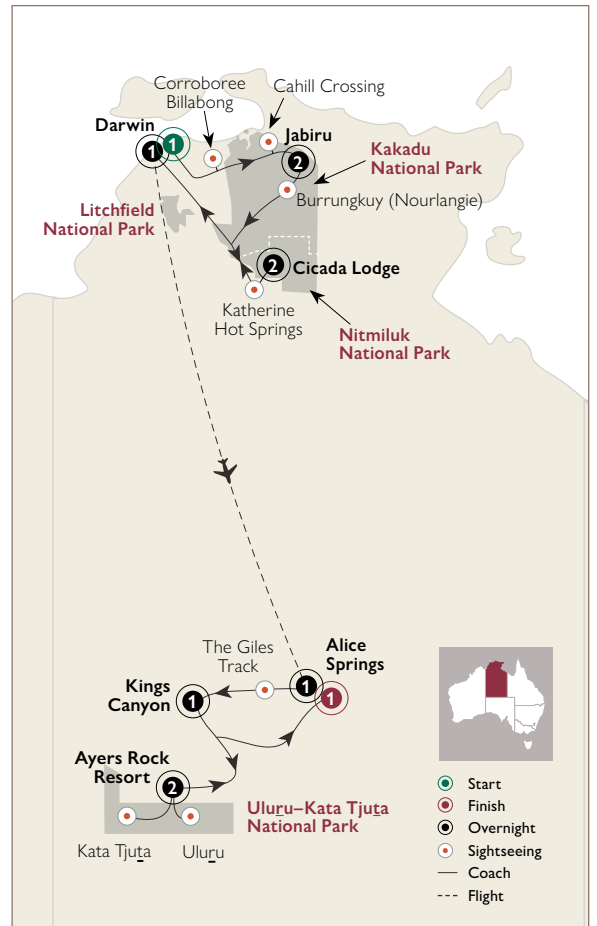 Corroboree
Billabong
Cahill Crossing
Darwin
1
1
Jabiru
2
Kakadu
National Park
Burrungkuy (Nourlangie)
Litchfield
National Park
2
Cicada Lodge
Katherine
Hot Springs
Nitmiluk
National Park
The Giles
Track
Alice
Springs
1
1
Kings
Canyon
1
Ayers Rock
Resort
2
Uluṟu–Kata Tjuṯa
National Park
Kata Tjuṯa
Uluṟu
Start
Finish
Overnight
Sightseeing
Coach
Flight